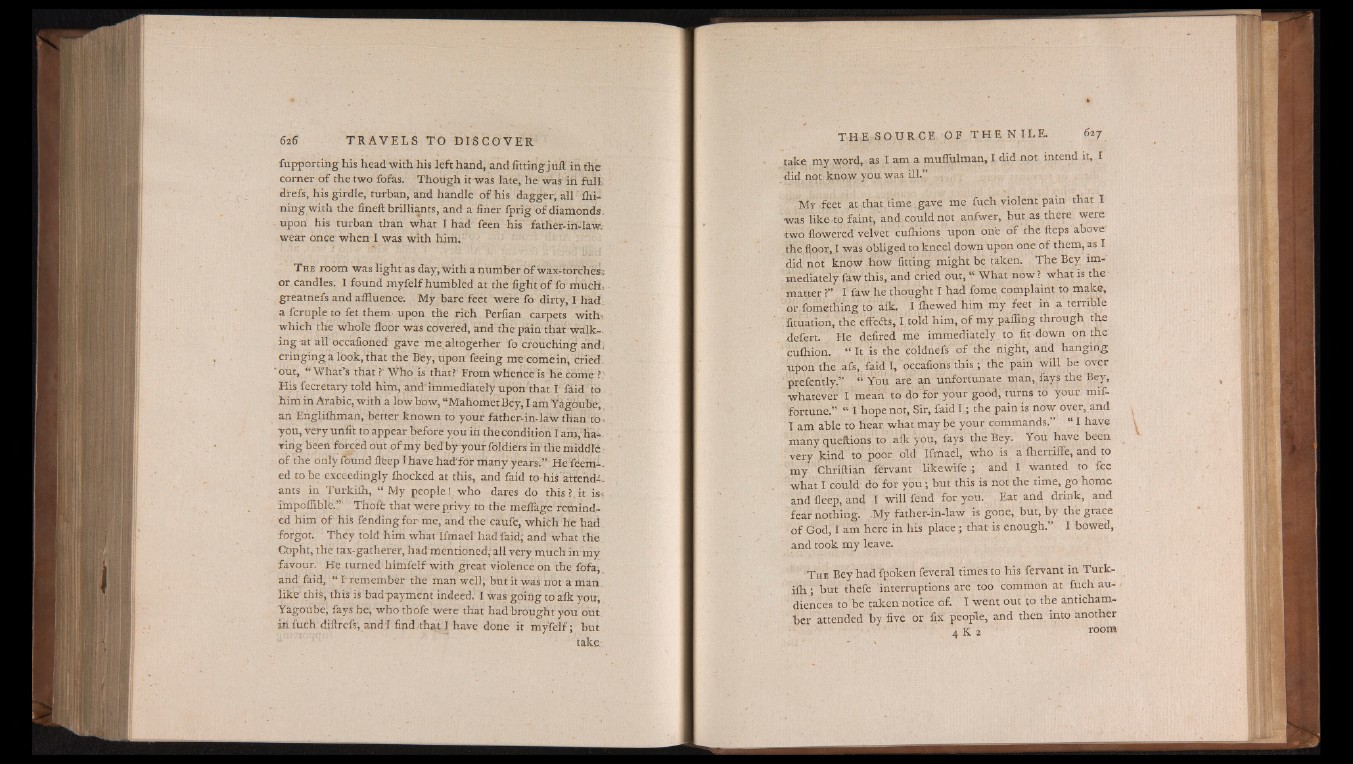 626 TRAVELS TO DISCOVER
ſupporting his head with his left hand, and ſitting juſt in the
corner of the two ſofas. Though it was late, he was in full
dreſs, his girdle, turban, and handle of his dagger, all ſhi-
ning with the fineſt brilliants, and a finer ſprig of diamonds
upon his turban than what I had ſeen his father-in-law
wear once when I was with him.
THE room was light as day, with a number of wax-torches
or candles. I found myſelf humbled at the ſight of ſo much
greatneſs and affluence. My bare feet were ſo dirty, I had
a ſcruple to ſet them upon the rich Perſian carpets with
which the whole floor was covered, and the pain that walk-
ing at all occaſioned gave me altogether ſo crouching and
cringing a look, that the Bey, upon ſeeing me come in, cried
out, “What's that? Who is that? From whence is he come?
His ſecretary told him, and immediately upon that I ſaid to
him in Arabic, with a low bow, “Mahomet Bey, I am Yagoube,
an Engliſhman, better known to your father-in-law than to
you, very unfit to appear before you in the condition I am, ha-
ving been forced out of my bed by your ſoldiers in the middle
of the only ſound ſleep I have had for many years.” He ſeem-
ed to be exceedingly ſhocked at this, and ſaid to his attend-
ants in Turkiſh, “ My people! who dares do this? it is
impoſſible.” Thoſe that were privy to the meſſage remind-
ed him of his ſending for me, and the cauſe, which he had
forgot. They told him what Iſmael had ſaid, and what the
Copht, the tax-gatherer, had mentioned, all very much in my
favour. He turned himſelf with great violence on the ſofa,
and ſaid, “ I remember the man well, but it was not a man
like this, this is bad payment indeed. I was going to aſk you,
Yagoube, ſays he, who thoſe were that had brought you out
in ſuch diſtreſs, and I find that I have done it myſelf; but
take
THE SOURCE OF THE NILE. 627
take my word, as I am a muſſulman, I did not intend it, I
did not know you was ill.”
MY feet at that time gave me ſuch violent pain that I
was like to faint, and could not anſwer, but as there were
two flowered velvet cuſhions upon one of the ſteps above
the floor, I was obliged to kneel down upon one of them, as I
did not know how ſitting might be taken. The Bey im-
mediately ſaw this, and cried out, “ What now? what is the
matter?” I ſaw he thought I had ſome complaint to make,
or ſomething to aſk. I ſhewed him my feet in a terrible
ſituation, the effects, I told him, of my paſſing through the
deſert. He deſired me immediately to ſit down on the
cuſhion. “ It is the coldneſs of the night, and hanging
upon the aſs, ſaid I, occaſions this; the pain will be over
preſently.” “ You are an unfortunate man, ſays the Bey,
whatever I mean to do for your good, turns to your miſ-
fortune.” “ I hope not, Sir, ſaid I; the pain is now over, and
I am able to hear what may be your commands.” “ I have
many queſtions to aſk you, ſays the Bey. You have been
very kind to poor old Iſmael, who is a ſherriffe, and to
my Chriſtian ſervant likewiſe; and I wanted to ſee
what I could do for you; but this is not the time, go home
and ſleep, and I will ſend for you. Eat and drink, and
fear nothing. My father-in-law is gone, but, by the grace
of God, I am here in his place; that is enough.” I bowed,
and took my leave.
THE Bey had ſpoken ſeveral times to his ſervant in Turk-
iſh; but theſe interruptions are too common at ſuch au-
diences to be taken notice of. I went out to the anticham-
ber attended by five or ſix people, and then into another
4 K 2 room